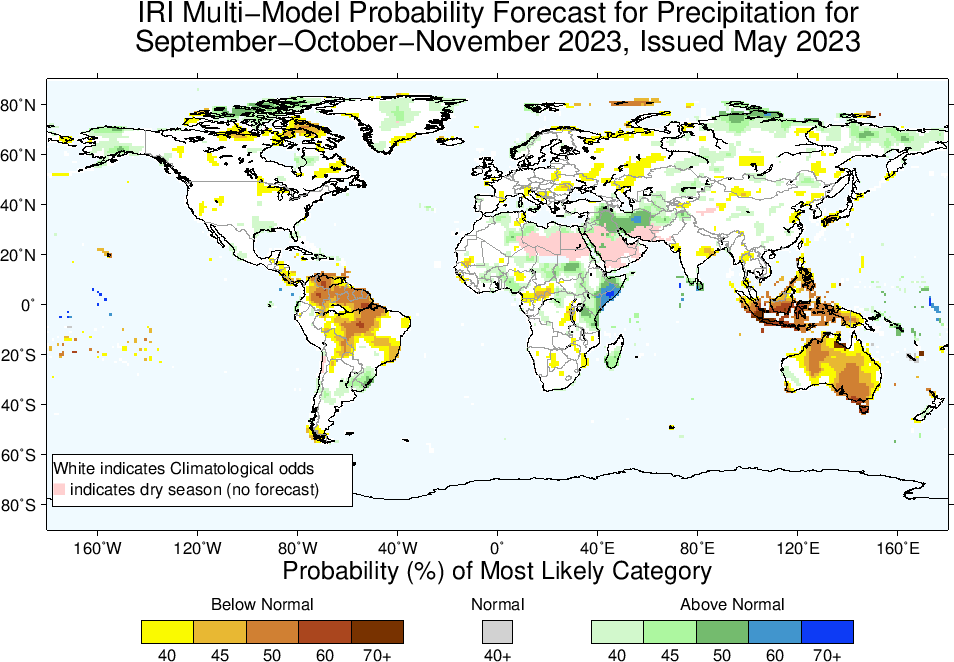 IRI Multi−Model Probability Forecast for Precipitation for
September−October−November 2023, Issued May 2023
80˚N
60˚N
40˚N
20˚N
0˚
20˚S
40˚S
60˚S
80˚S
White indicates Climatological odds
indicates dry season (no forecast)
160˚W 120˚W 80˚W 40˚W 0˚ 40˚E 80˚E 120˚E 160˚E
Probability (%) of Most Likely Category
Below Normal Normal Above Normal
40 45 50 60 70+ 40+ 40 45 50 60 70+